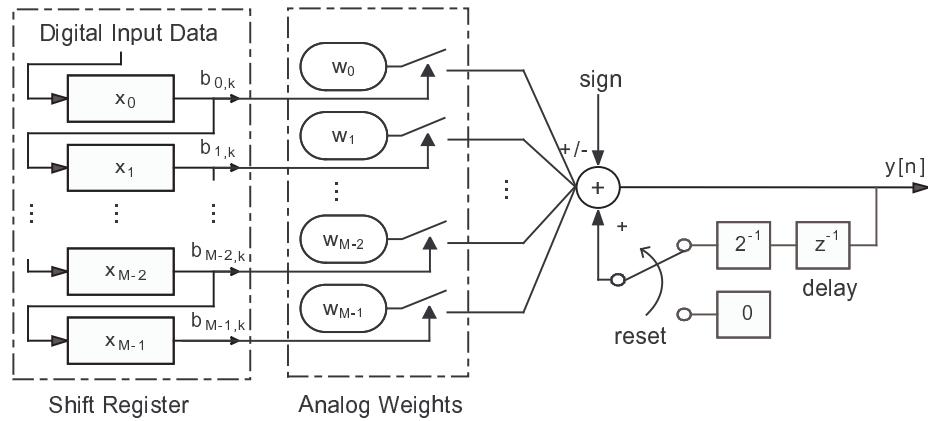 Digital Input Data
x0
b0,k
w0
x1
b1,k
w1
...
...
...
...
...
xM-2
bM-2,k
wM-2
xM-1
bM-1,k
wM-1
Shift Register
Analog Weights
sign
+/-
+
+
y[n]
2-1
z-1
delay
0
reset